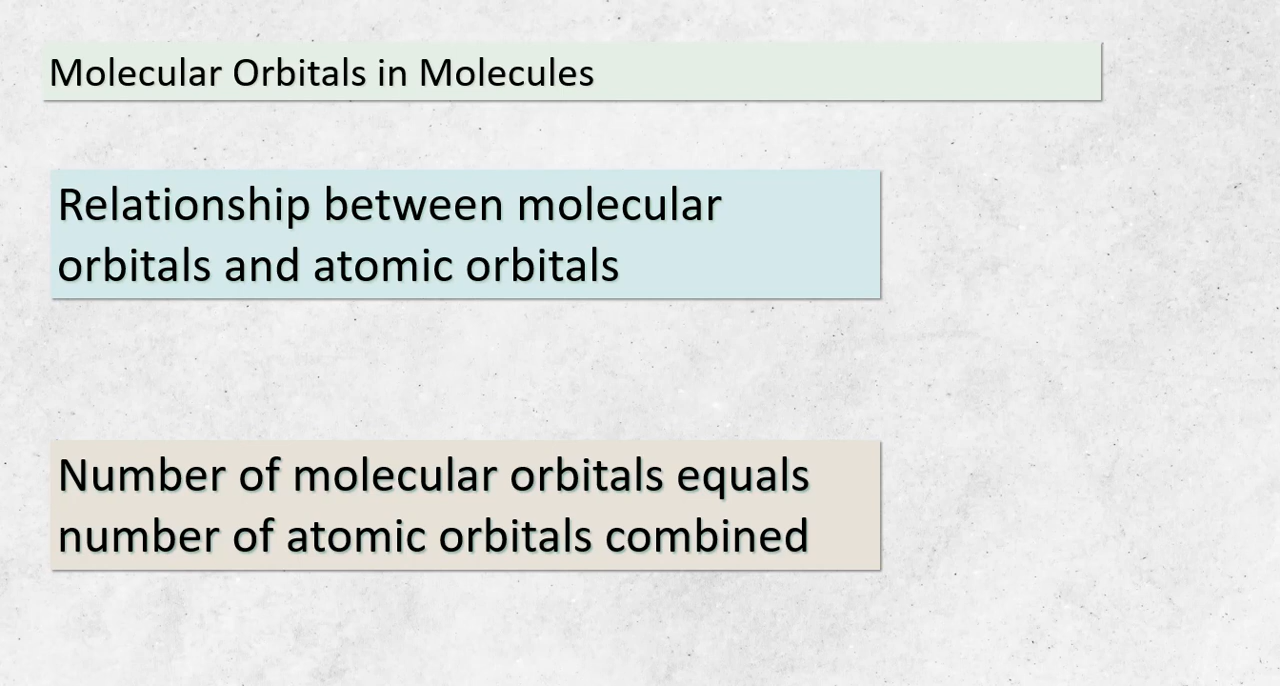 Molecular Orbitals in Molecules
Relationship between molecular
orbitals and atomic orbitals
Number of molecular orbitals equals
number of atomic orbitals combined